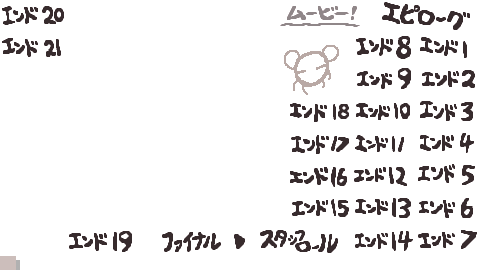 エンド20 ムービー! エピローグ
エンド21 エンド8 エンド1
エンド9 エンド2
エンド18 エンド10 エンド3
エンド17 エンド11 エンド4
エンド16 エンド12 エンド5
エンド15 エンド13 エンド6
エンド19 ファイナル ▶ スタッフロール エンド14 エンド7